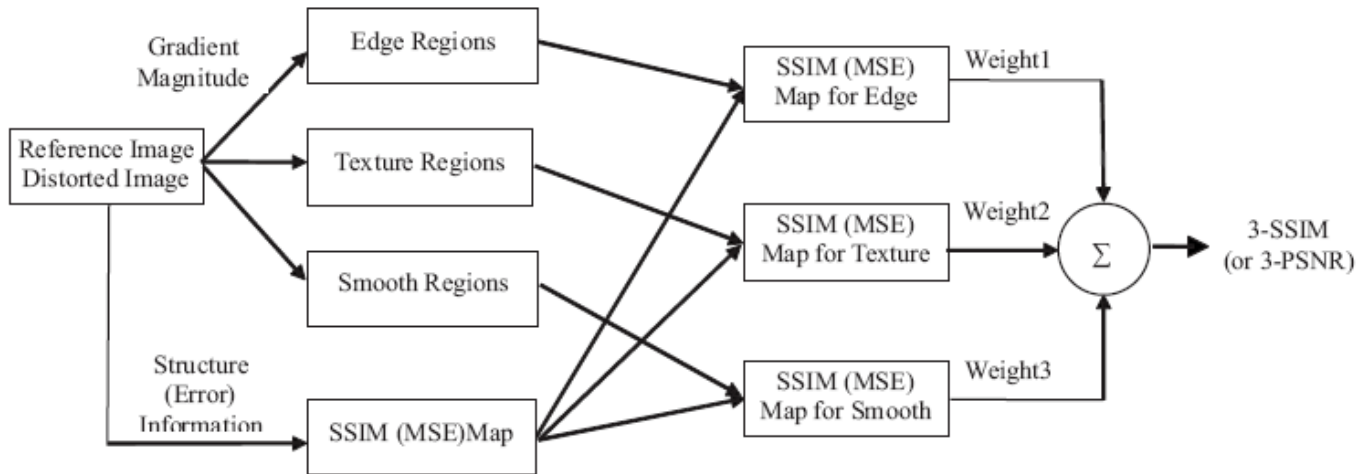 Gradient
Magnitude
Edge Regions
SSIM (MSE)
Map for Edge
Weight1
Reference Image
Distorted Image
Texture Regions
SSIM (MSE)
Map for Texture
Weight2
Σ
3-SSIM
(or 3-PSNR)
Smooth Regions
SSIM (MSE)
Map for Smooth
Weight3
Structure
(Error)
Information
SSIM (MSE)Map